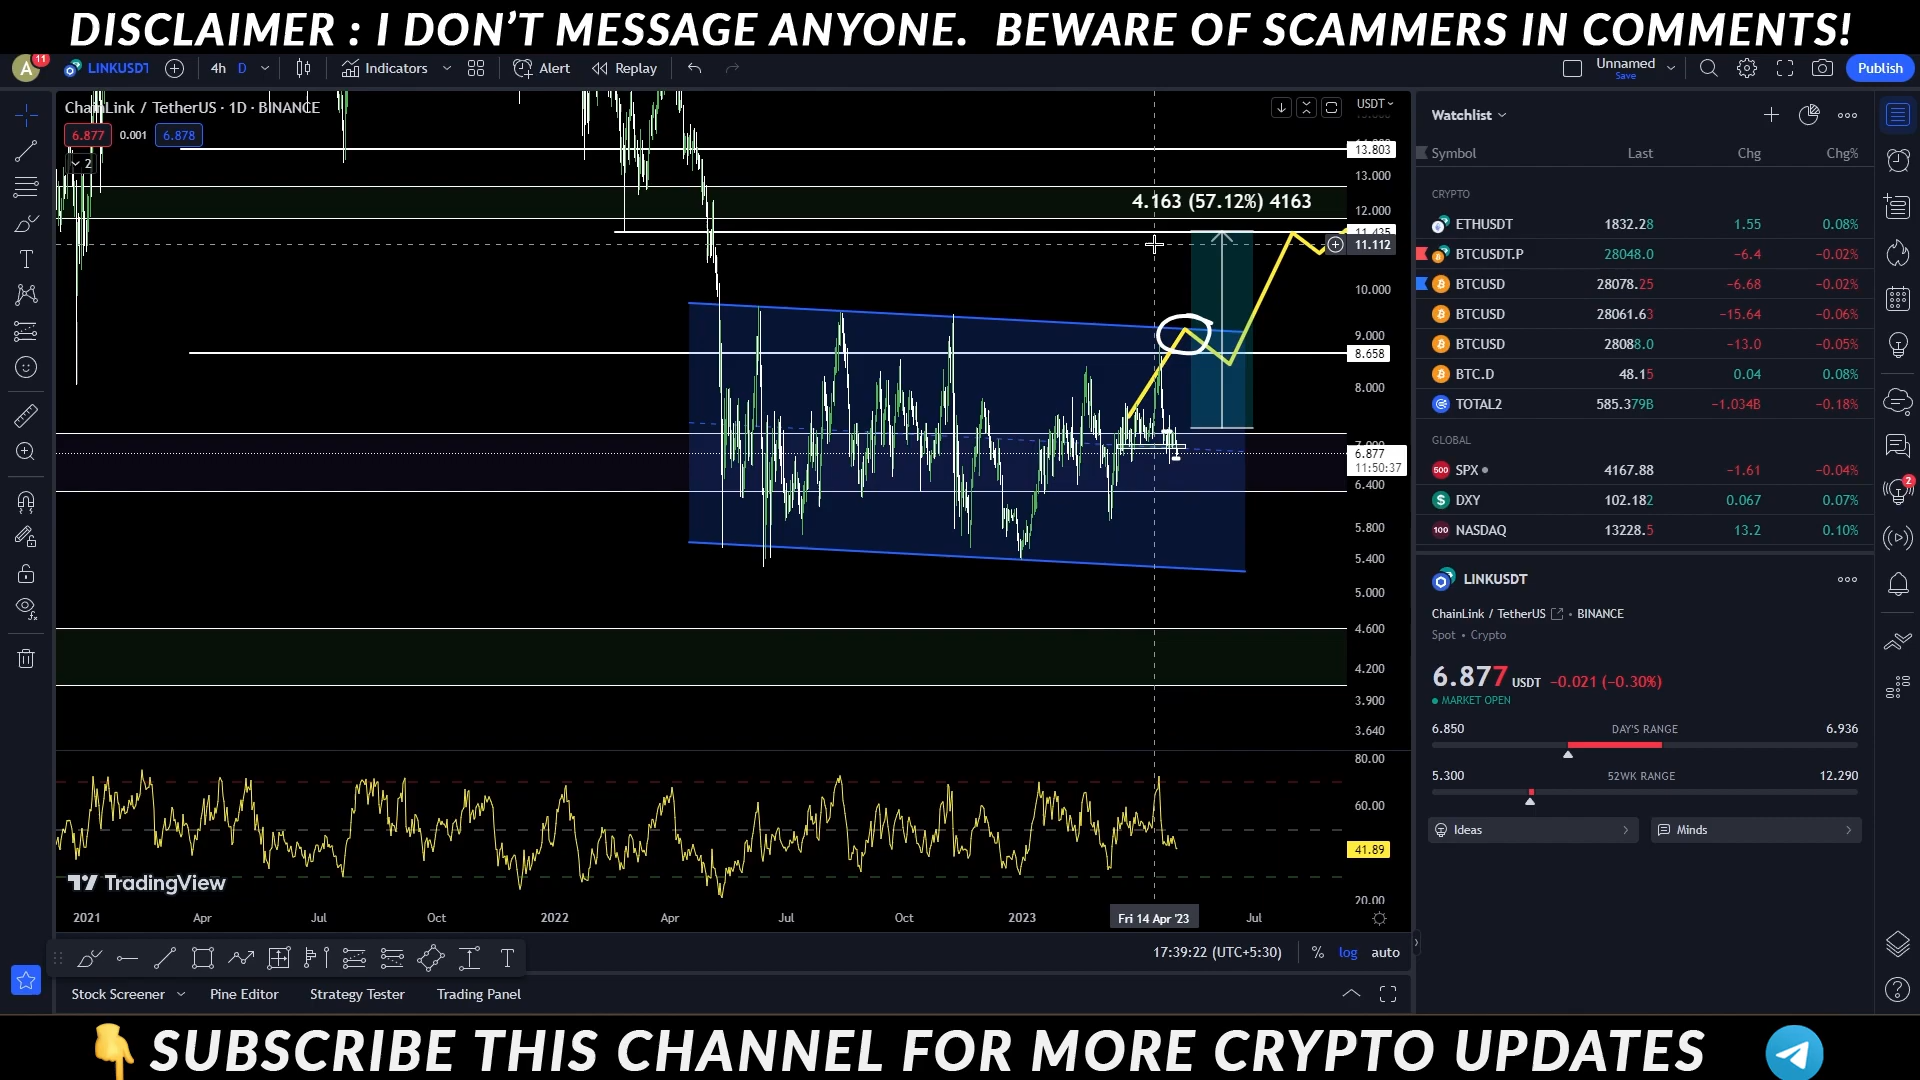 DISCLAIMER : I DON'T MESSAGE ANYONE. BEWARE OF SCAMMERS IN COMMENTS!
A 11 LINKUSDT 4h D Indicators Alert Replay Unnamed Save Publish
ChainLink / TetherUS · 1D · BINANCE USDT
6.877 0.001 6.878
2
13.803
13.000
4.163 (57.12%) 4163
12.000
11.435
11.112
10.000
9.000
8.658
8.000
7.000
6.877
11:50:37
6.400
5.800
5.400
5.000
4.600
4.200
3.900
3.640
80.00
60.00
41.89
20.00
TradingView
2021 Apr Jul Oct 2022 Apr Jul Oct 2023 Fri 14 Apr '23 Jul
17:39:22 (UTC+5:30) % log auto
Stock Screener Pine Editor Strategy Tester Trading Panel
Watchlist
Symbol Last Chg Chg%
CRYPTO
ETHUSDT 1832.28 1.55 0.08%
BTCUSDT.P 28048.0 −6.4 −0.02%
BTCUSD 28078.25 −6.68 −0.02%
BTCUSD 28061.63 −15.64 −0.06%
BTCUSD 28088.0 −13.0 −0.05%
BTC.D 48.15 0.04 0.08%
TOTAL2 585.379B −1.034B −0.18%
GLOBAL
500 SPX 4167.88 −1.61 −0.04%
$ DXY 102.182 0.067 0.07%
100 NASDAQ 13228.5 13.2 0.10%
2
LINKUSDT
ChainLink / TetherUS • BINANCE
Spot • Crypto
6.877 USDT −0.021 (−0.30%)
MARKET OPEN
6.850 DAY'S RANGE 6.936
5.300 52WK RANGE 12.290
Ideas Minds
SUBSCRIBE THIS CHANNEL FOR MORE CRYPTO UPDATES